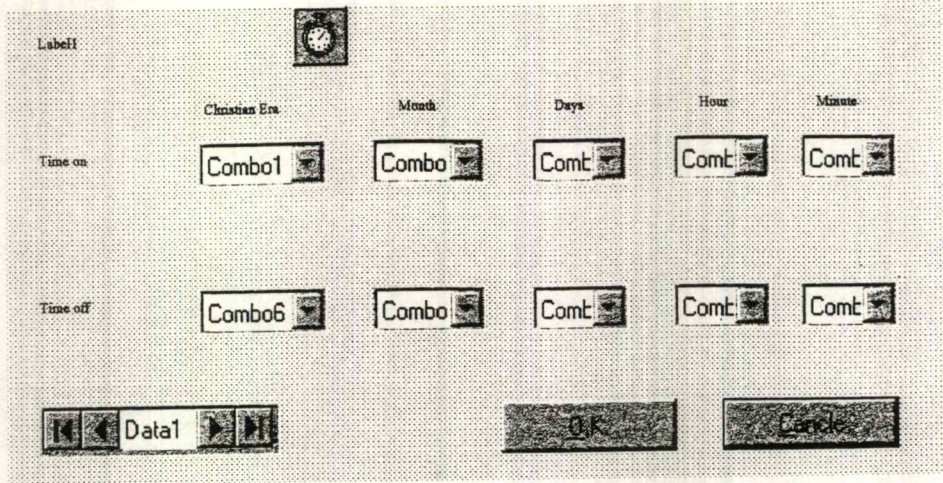 Label1
Christian Era Month Days Hour Minute
Time on Combo1 Combo Comb Comb Comb
Time off Combo6 Combo Comb Comb Comb
Data1 O.K. Cancle